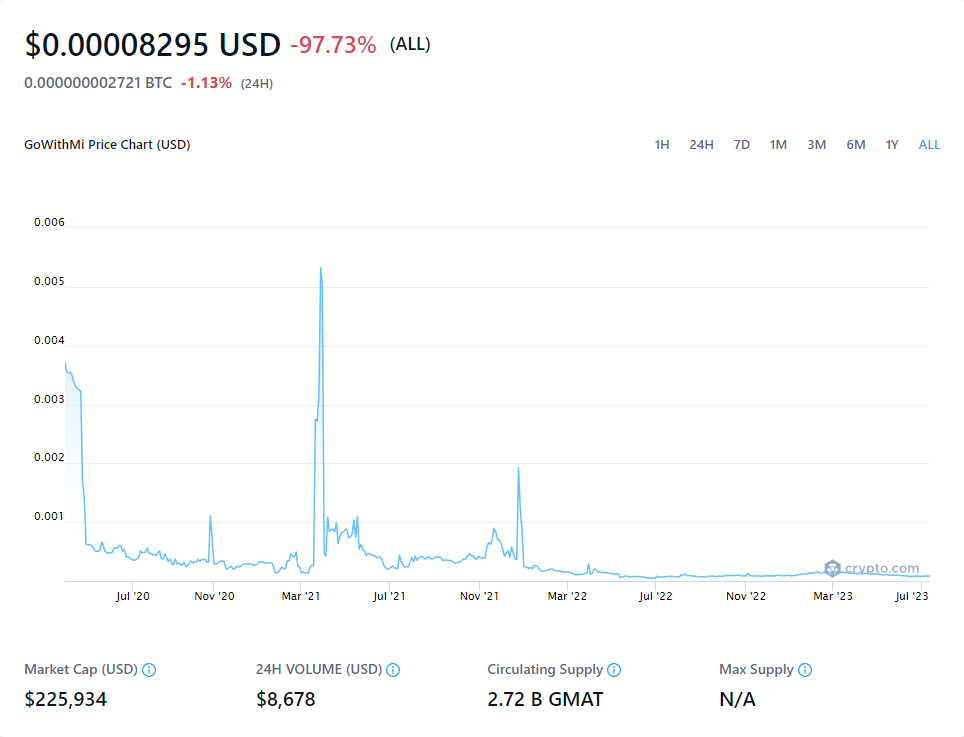 $0.00008295 USD -97.73% (ALL)
0.000000002721 BTC -1.13% (24H)
GoWithMi Price Chart (USD) 1H 24H 7D 1M 3M 6M 1Y ALL
0.006
0.005
0.004
0.003
0.002
0.001
crypto.com
Jul '20 Nov '20 Mar '21 Jul '21 Nov '21 Mar '22 Jul '22 Nov '22 Mar '23 Jul '23
Market Cap (USD) 24H VOLUME (USD) Circulating Supply Max Supply
$225,934 $8,678 2.72 B GMAT N/A